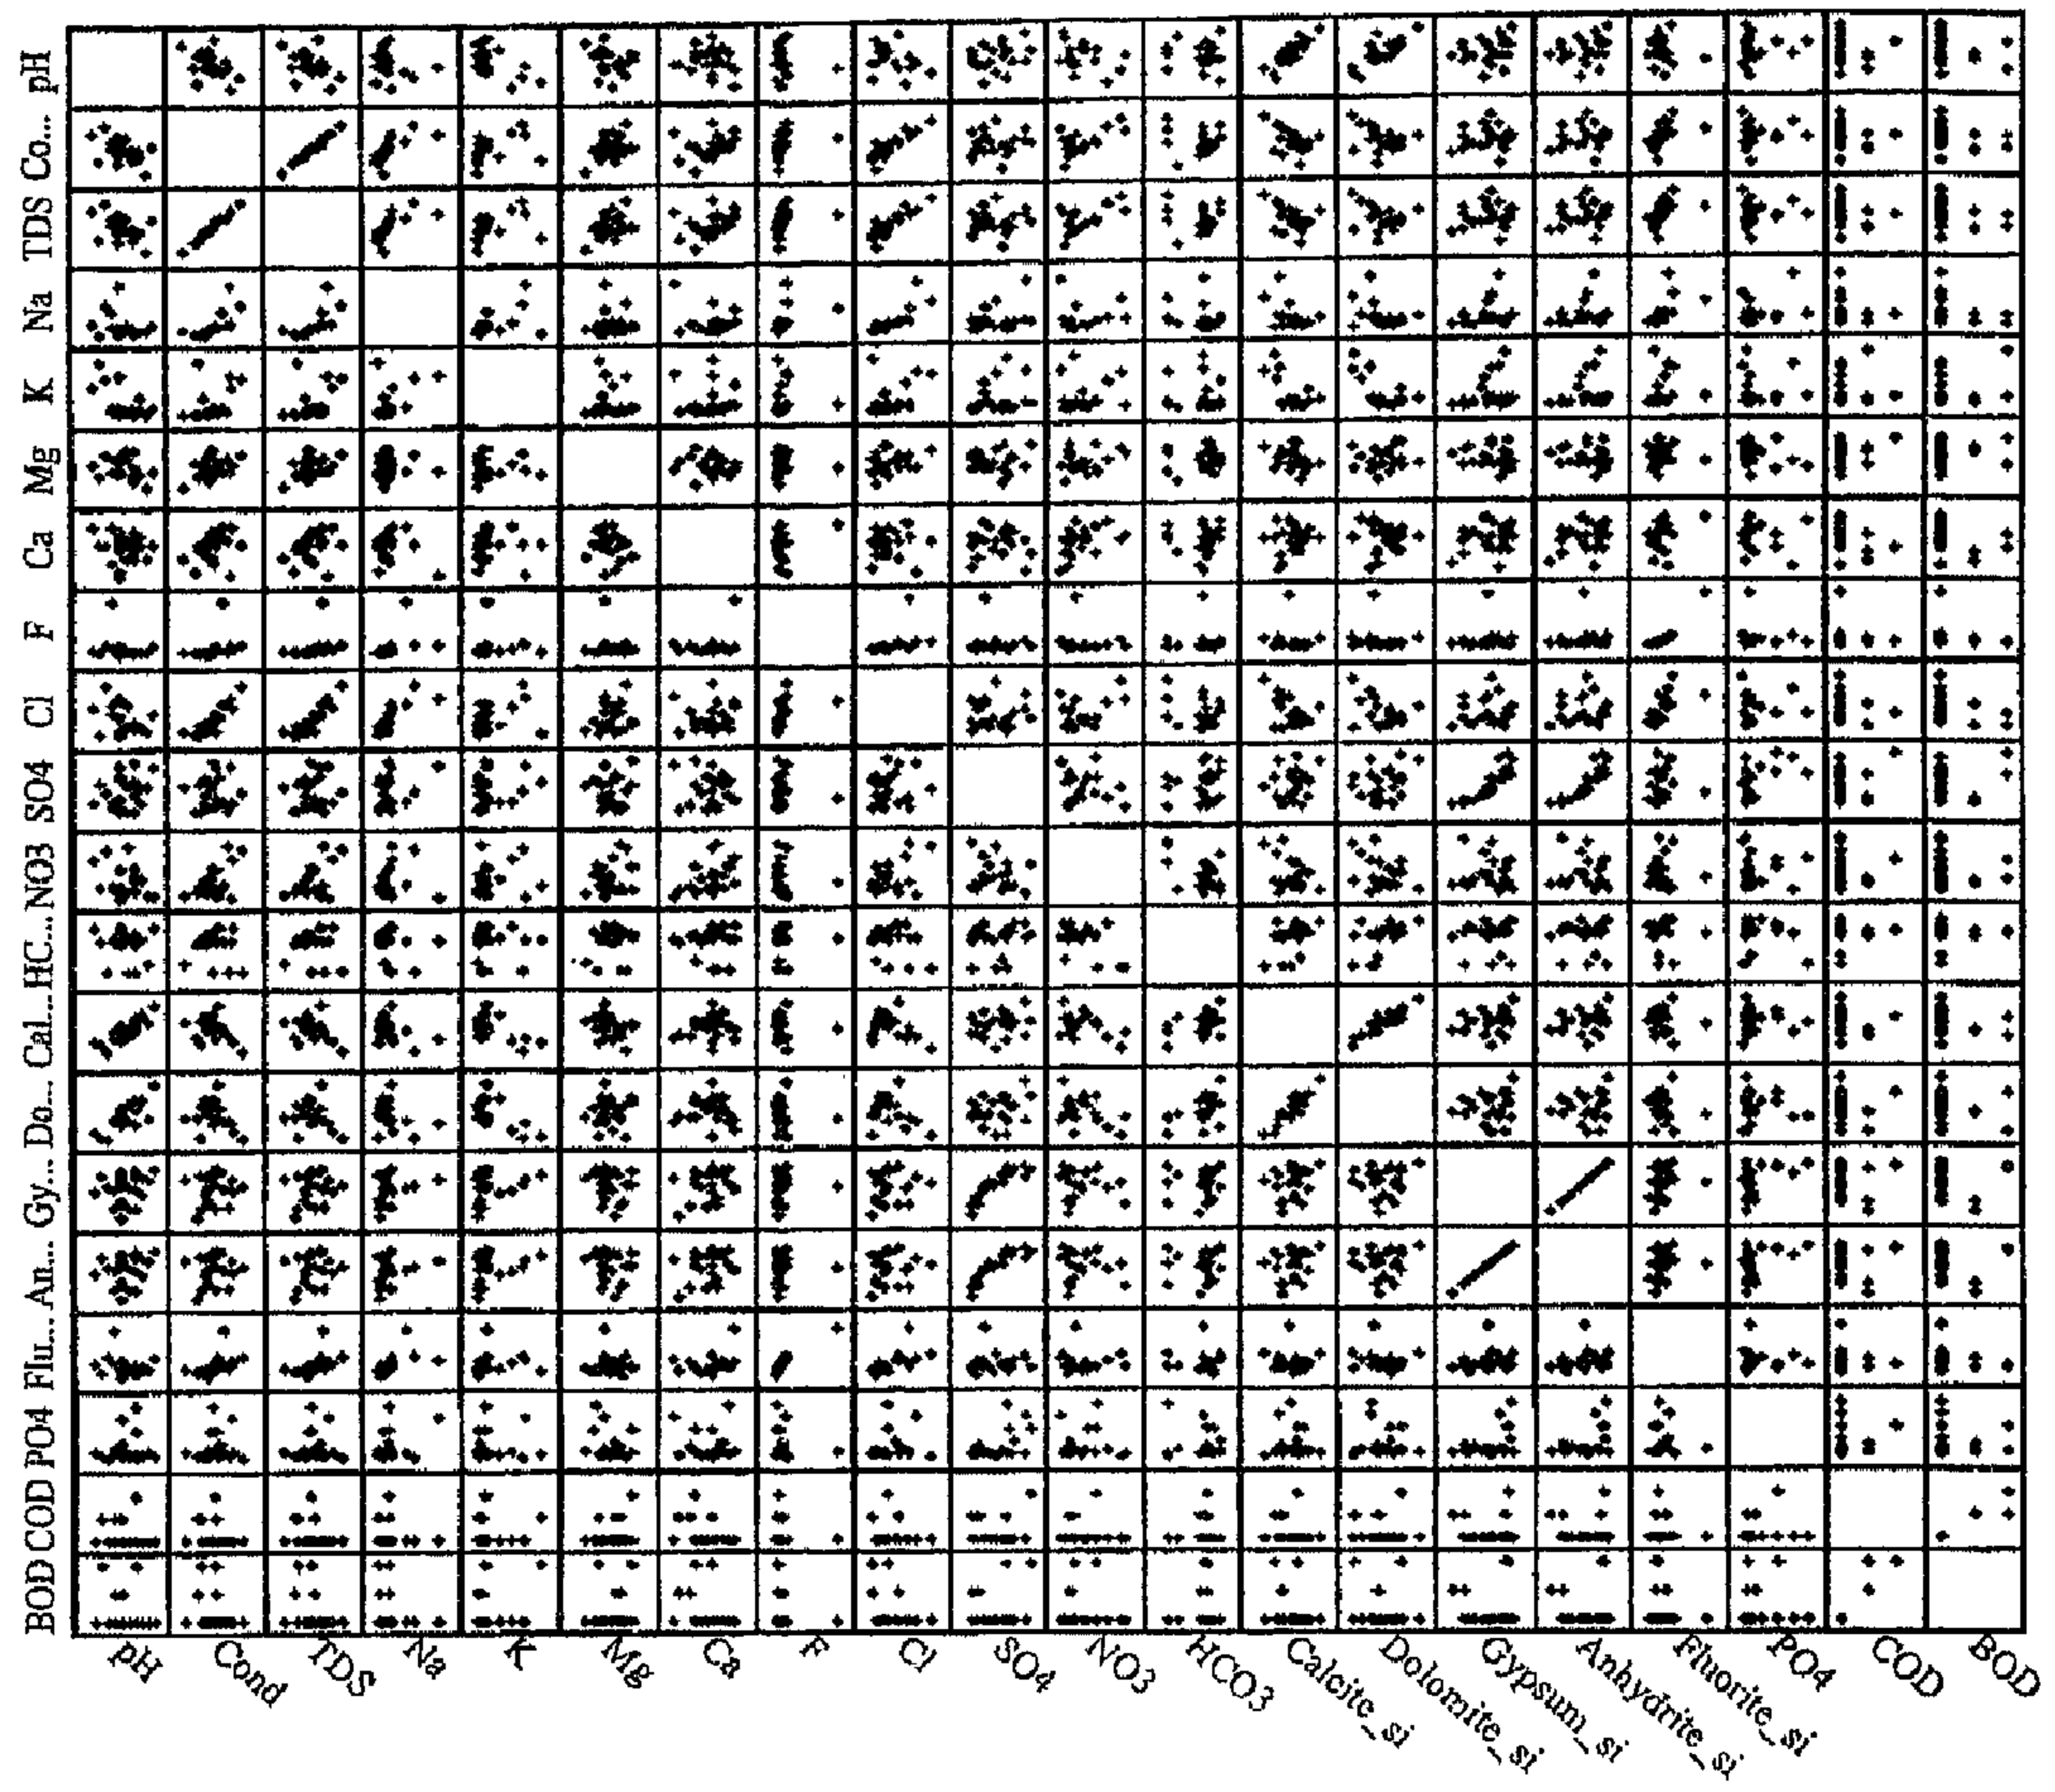 pH
Co...
TDS
Na
K
Mg
Ca
F
Cl
SO4
NO3
HC...
Cal...
Do...
Gy...
An...
Flu...
PO4
COD
BOD
pH
Cond
TDS
Na
K
Mg
Ca
F
Cl
SO4
NO3
HCO3
Calcite_si
Dolomite_si
Gypsum_si
Anhydrite_si
Fluorite_si
PO4
COD
BOD